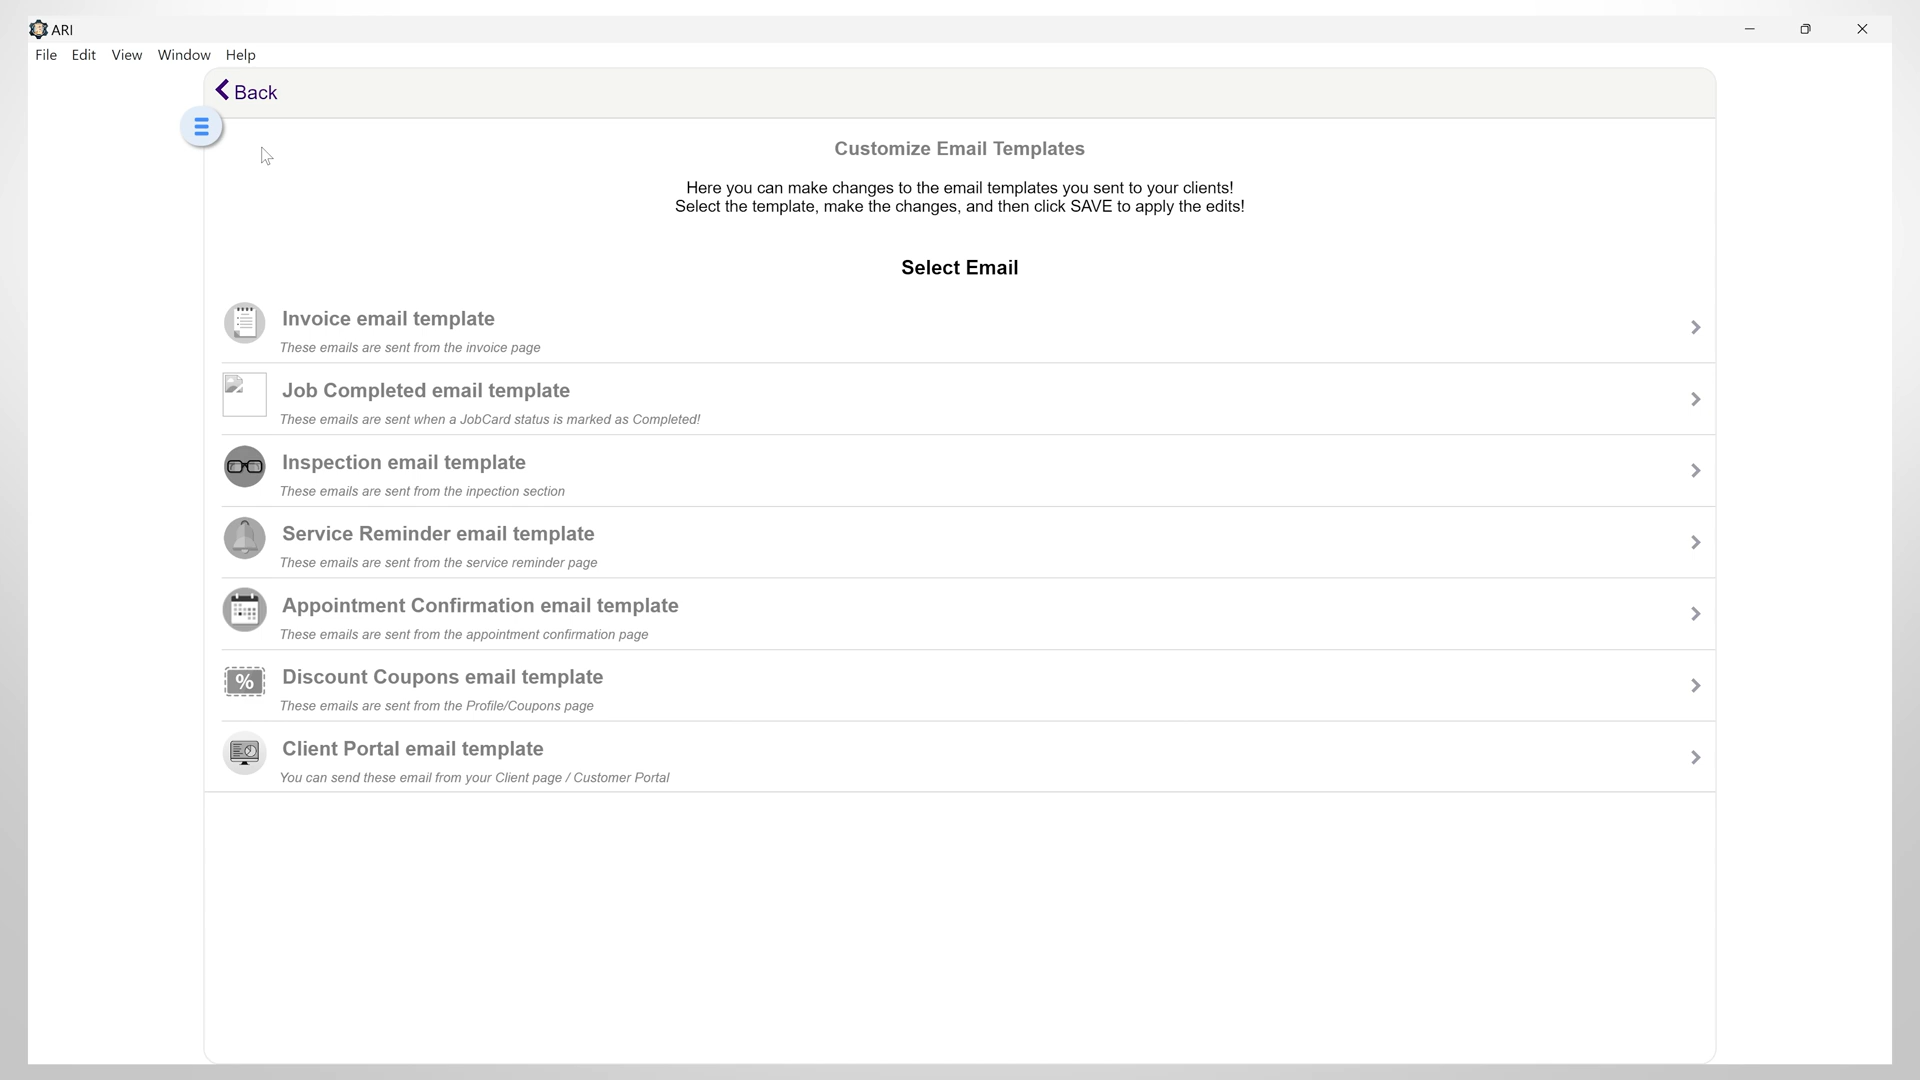 ARI
File Edit View Window Help
Back
Customize Email Templates
Here you can make changes to the email templates you sent to your clients!
Select the template, make the changes, and then click SAVE to apply the edits!
Select Email
Invoice email template
These emails are sent from the invoice page
Job Completed email template
These emails are sent when a JobCard status is marked as Completed!
Inspection email template
These emails are sent from the inpection section
Service Reminder email template
These emails are sent from the service reminder page
Appointment Confirmation email template
These emails are sent from the appointment confirmation page
%
Discount Coupons email template
These emails are sent from the Profile/Coupons page
Client Portal email template
You can send these email from your Client page / Customer Portal